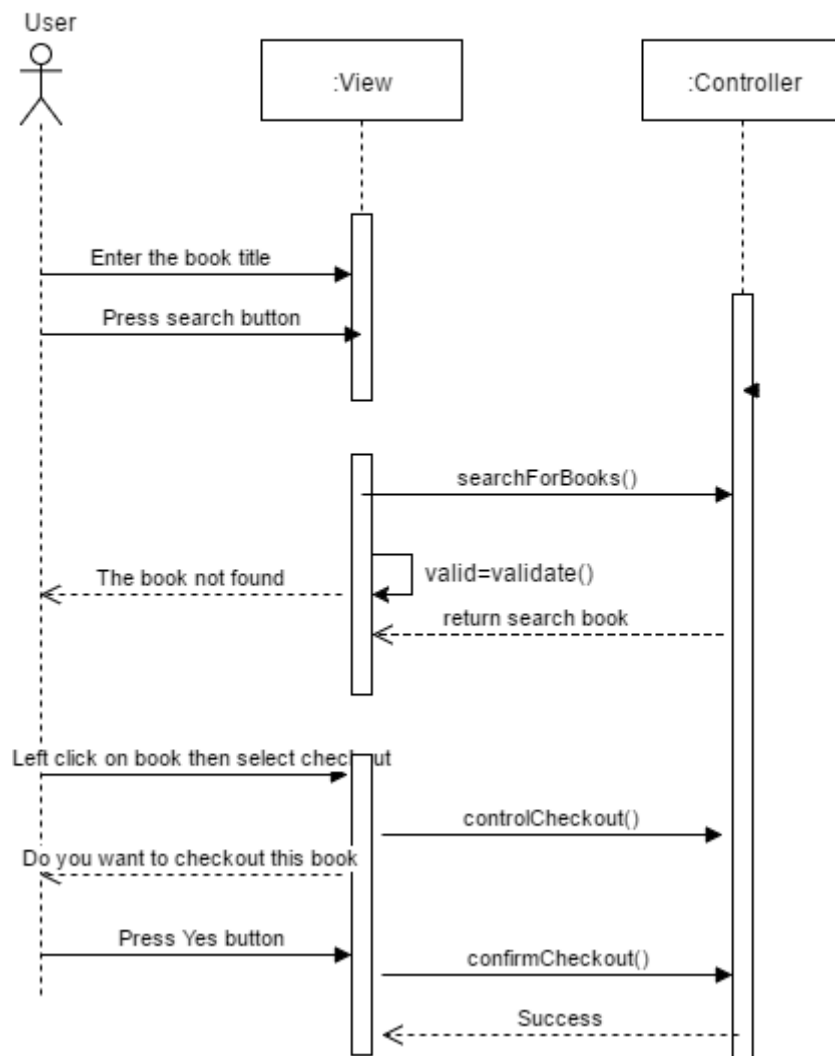 User
:View
:Controller
Enter the book title
Press search button
searchForBooks()
valid=validate()
The book not found
return search book
Left click on book then select checkout
controlCheckout()
Do you want to checkout this book
Press Yes button
confirmCheckout()
Success